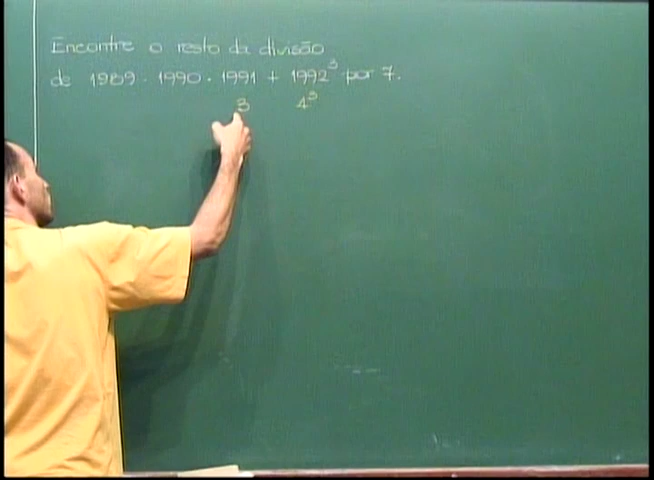 Encontre o resto da divisão
de 1989 . 1990 . 1991 + 1992³ por 7.
3 4³